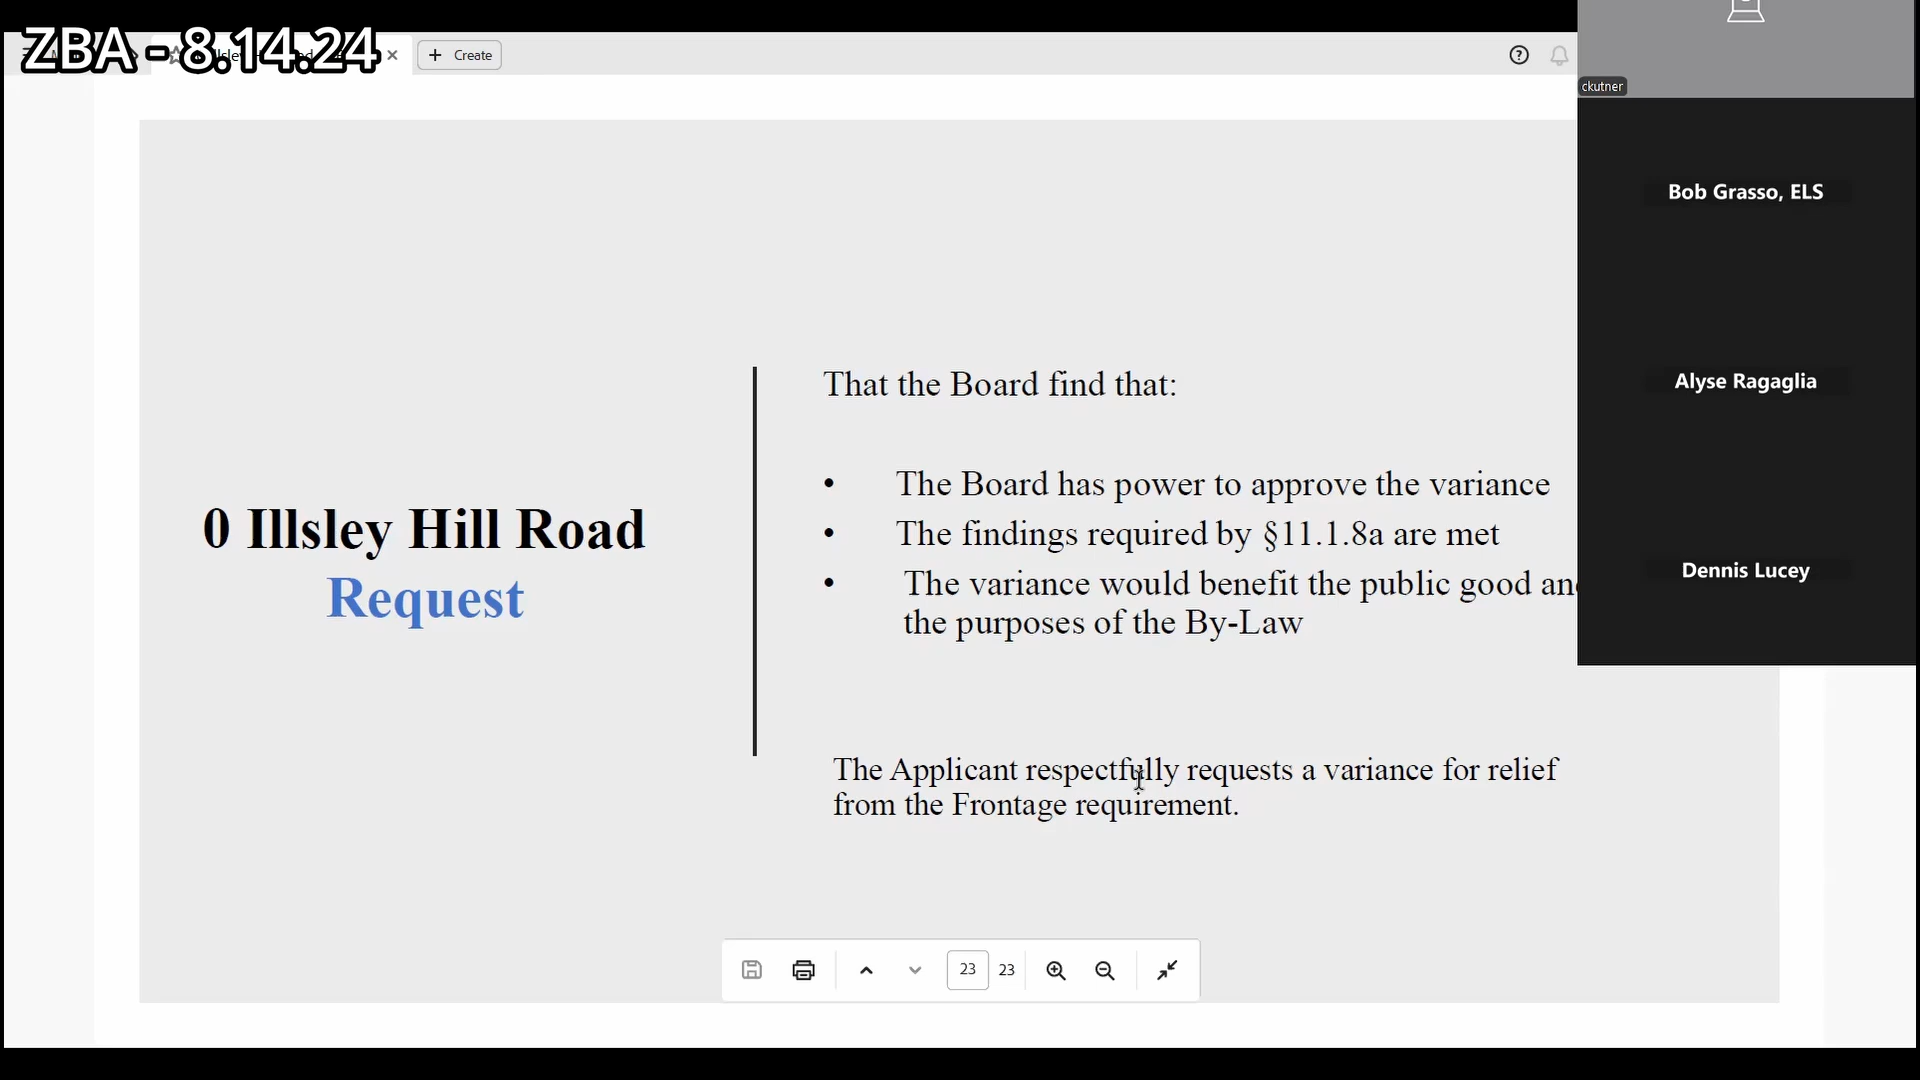 ZBA - 8.14.24
Create
ckutner
Bob Grasso, ELS
Alyse Ragaglia
Dennis Lucey
0 Illsley Hill Road
Request
That the Board find that:
• The Board has power to approve the variance
• The findings required by §11.1.8a are met
• The variance would benefit the public good
the purposes of the By-Law
The Applicant respectfully requests a variance for relief
from the Frontage requirement.
23 23